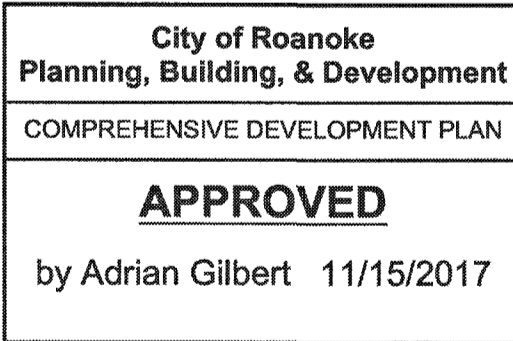 City of Roanoke
Planning, Building, & Development
COMPREHENSIVE DEVELOPMENT PLAN
APPROVED
by Adrian Gilbert 11/15/2017